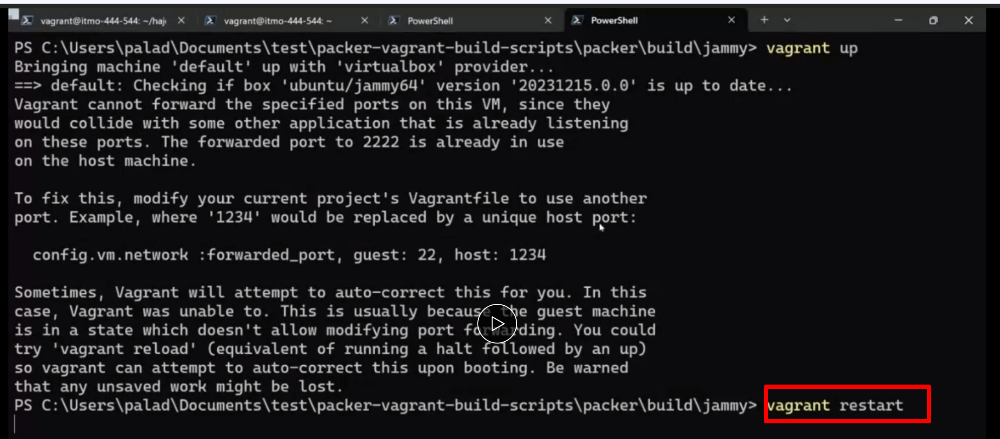 vagrant@itmo-444-544: ~/haj
vagrant@itmo-444-544: ~
PowerShell
PowerShell
PS C:\Users\palad\Documents\test\packer-vagrant-build-scripts\packer\build\jammy> vagrant up
Bringing machine 'default' up with 'virtualbox' provider...
==> default: Checking if box 'ubuntu/jammy64' version '20231215.0.0' is up to date...
Vagrant cannot forward the specified ports on this VM, since they
would collide with some other application that is already listening
on these ports. The forwarded port to 2222 is already in use
on the host machine.
To fix this, modify your current project's Vagrantfile to use another
port. Example, where '1234' would be replaced by a unique host port:
config.vm.network :forwarded_port, guest: 22, host: 1234
Sometimes, Vagrant will attempt to auto-correct this for you. In this
case, Vagrant was unable to. This is usually because the guest machine
is in a state which doesn't allow modifying port forwarding. You could
try 'vagrant reload' (equivalent of running a halt followed by an up)
so vagrant can attempt to auto-correct this upon booting. Be warned
that any unsaved work might be lost.
PS C:\Users\palad\Documents\test\packer-vagrant-build-scripts\packer\build\jammy> vagrant restart